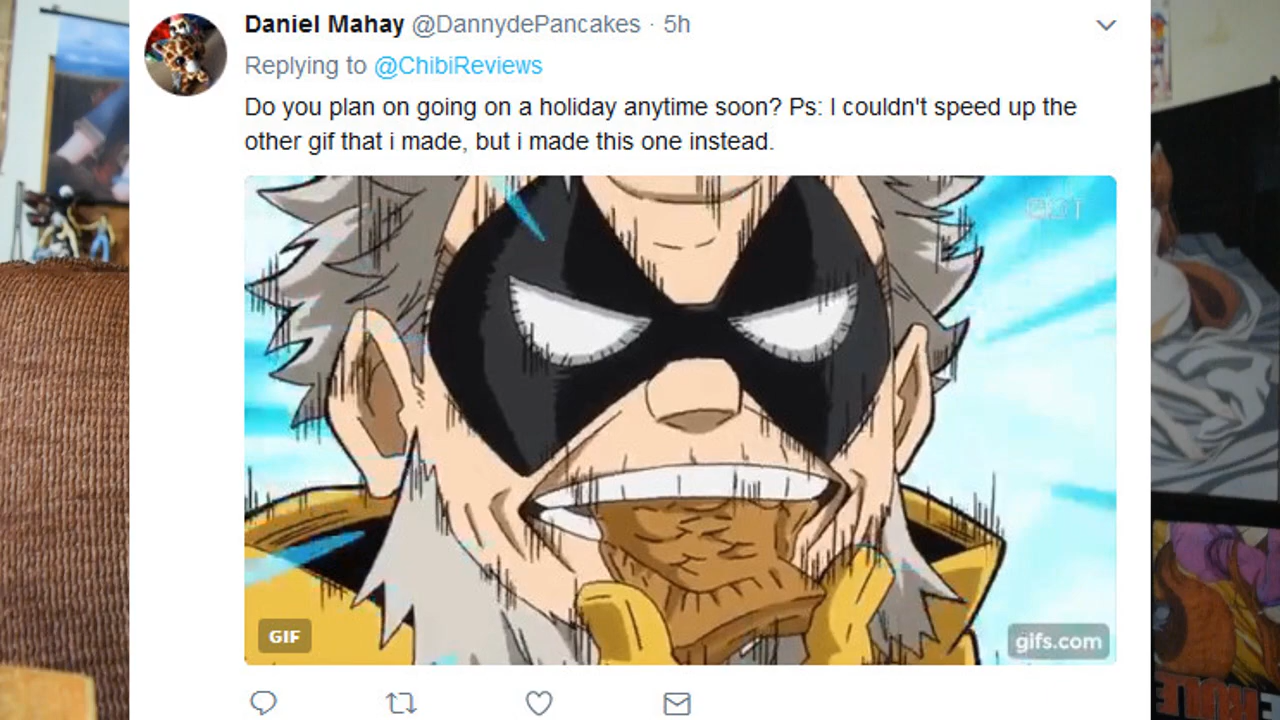 Daniel Mahay @DannydePancakes · 5h
Replying to @ChibiReviews
Do you plan on going on a holiday anytime soon? Ps: I couldn't speed up the
other gif that i made, but i made this one instead.
GIF
gifs.com